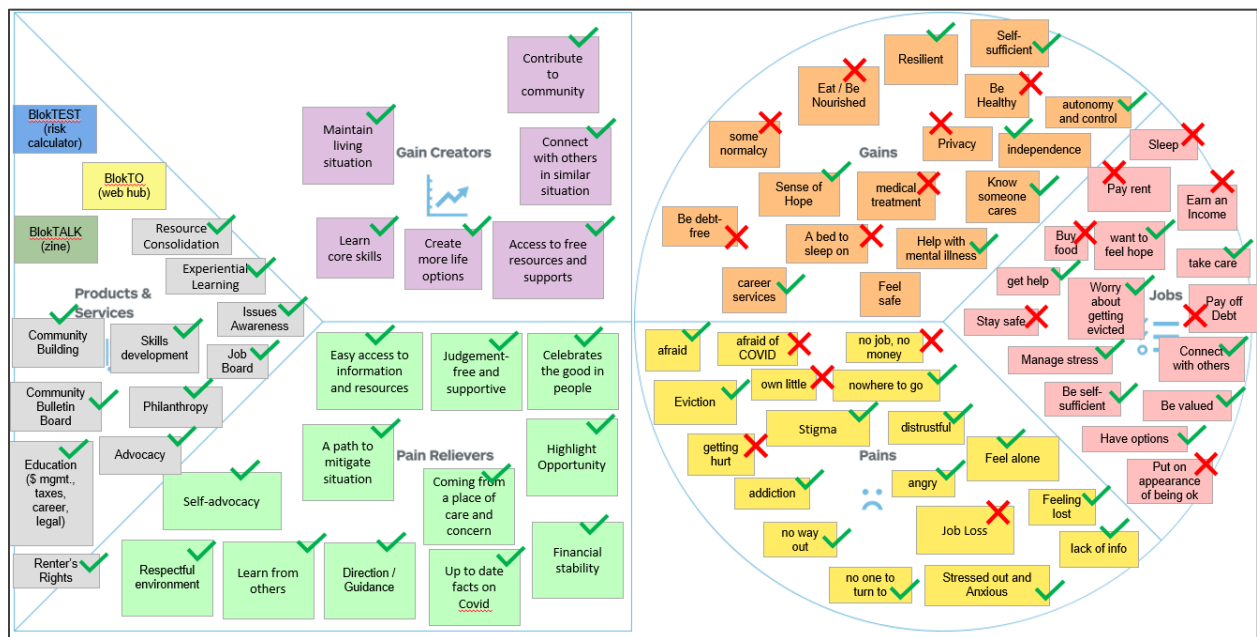 BlokTEST
(risk
calculator)
BlokTO
(web hub)
BlokTALK
(zine)
Resource
Consolidation
Experiential
Learning
Products &
Services
Issues
Awareness
Community
Building
Skills
development
Job
Board
Community
Bulletin
Board
Philanthropy
Education
($ mgmt.,
taxes,
career,
legal)
Advocacy
Renter's
Rights
Contribute
to
community
Maintain
living
situation
Gain Creators
Connect
with others
in similar
situation
Learn
core skills
Create
more life
options
Access to free
resources and
supports
Easy access to
information
and resources
Judgement-
free and
supportive
Celebrates
the good in
people
A path to
mitigate
situation
Pain Relievers
Highlight
Opportunity
Coming from
a place of
care and
concern
Self-advocacy
Respectful
environment
Learn from
others
Direction /
Guidance
Up to date
facts on
Covid
Financial
stability
Self-
sufficient
Resilient
Eat / Be
Nourished
Be
Healthy
autonomy
and control
some
normalcy
Privacy
independence
Gains
Sense of
Hope
medical
treatment
Know
someone
cares
Be debt-
free
A bed to
sleep on
Help with
mental illness
career
services
Feel
safe
Sleep
Pay rent
Earn an
Income
Buy
food
want to
feel hope
take care
get help
Worry
about
getting
evicted
Jobs
Pay off
Debt
Stay safe
Manage stress
Connect
with others
Be self-
sufficient
Be valued
Have options
Put on
appearance
of being ok
afraid
afraid of
COVID
no job, no
money
Eviction
own little
nowhere to go
Stigma
distrustful
getting
hurt
Pains
Feel alone
addiction
angry
Feeling
lost
no way
out
Job Loss
lack of info
no one to
turn to
Stressed out and
Anxious